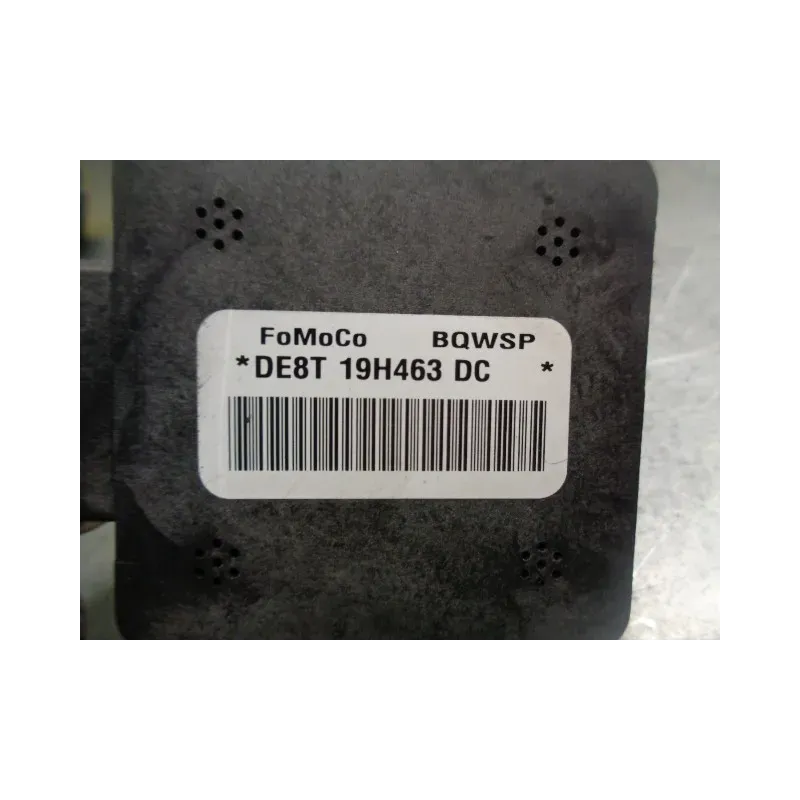 FoMoCo BQWSP
*DE8T 19H463 DC *